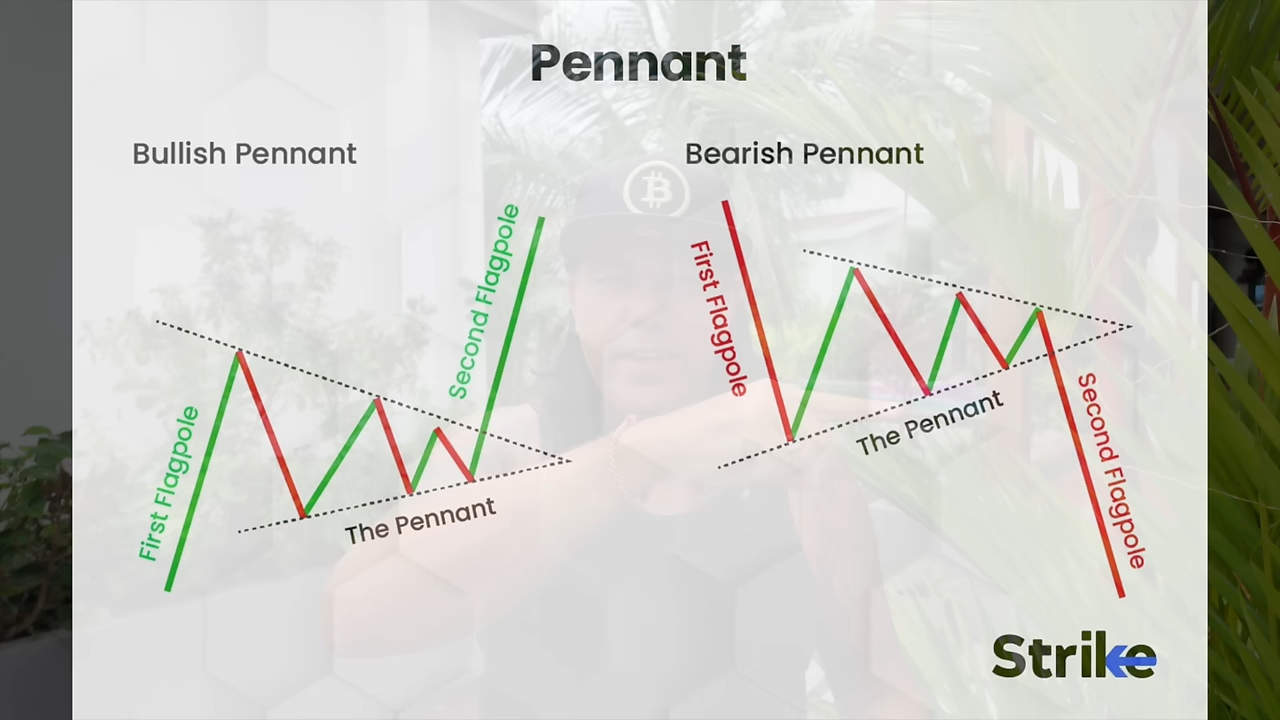 Pennant
Bullish Pennant
First Flagpole
The Pennant
Second Flagpole
Bearish Pennant
First Flagpole
The Pennant
Second Flagpole
Strike